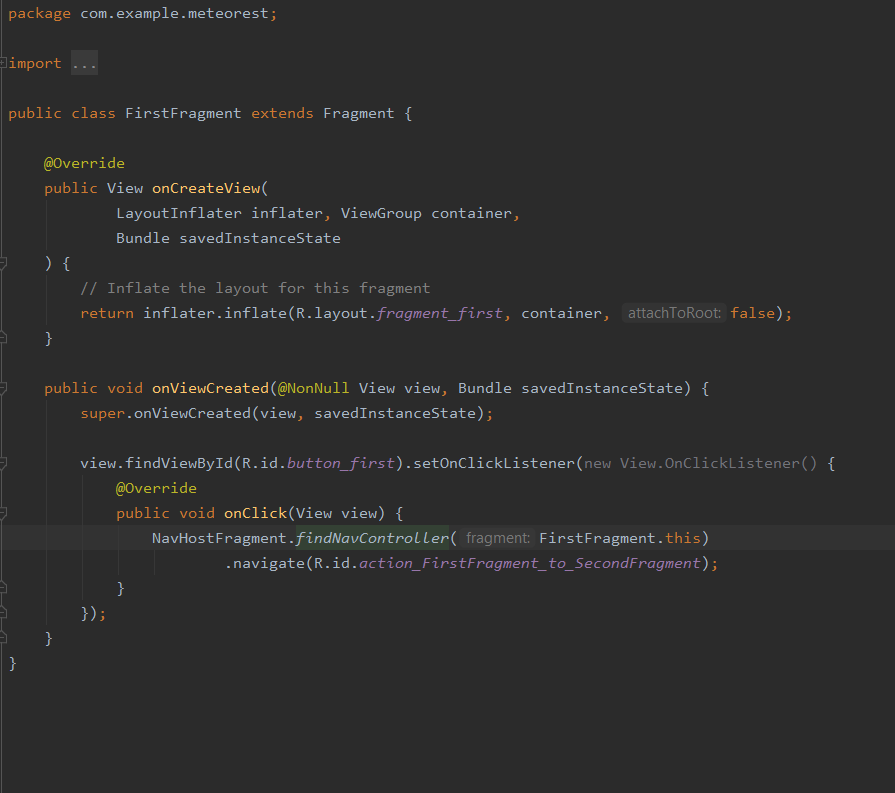 package com.example.meteorest;
import ...
public class FirstFragment extends Fragment {
@Override
public View onCreateView(
LayoutInflater inflater, ViewGroup container,
Bundle savedInstanceState
) {
// Inflate the layout for this fragment
return inflater.inflate(R.layout.fragment_first, container, attachToRoot: false);
}
public void onViewCreated(@NonNull View view, Bundle savedInstanceState) {
super.onViewCreated(view, savedInstanceState);
view.findViewById(R.id.button_first).setOnClickListener(new View.OnClickListener() {
@Override
public void onClick(View view) {
NavHostFragment.findNavController( fragment: FirstFragment.this)
.navigate(R.id.action_FirstFragment_to_SecondFragment);
}
});
}
}